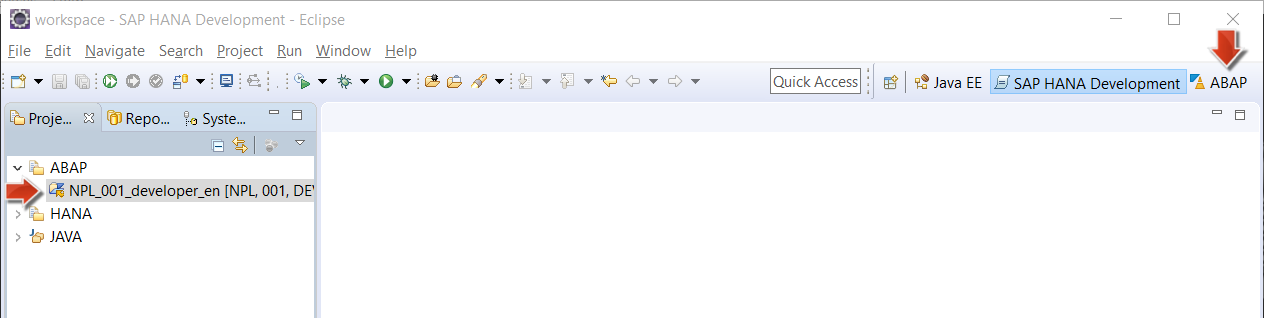 workspace - SAP HANA Development - Eclipse
File Edit Navigate Search Project Run Window Help
Quick Access Java EE SAP HANA Development ABAP
Proje... Repo... Syste...
ABAP
NPL_001_developer_en [NPL, 001, DEV
HANA
JAVA